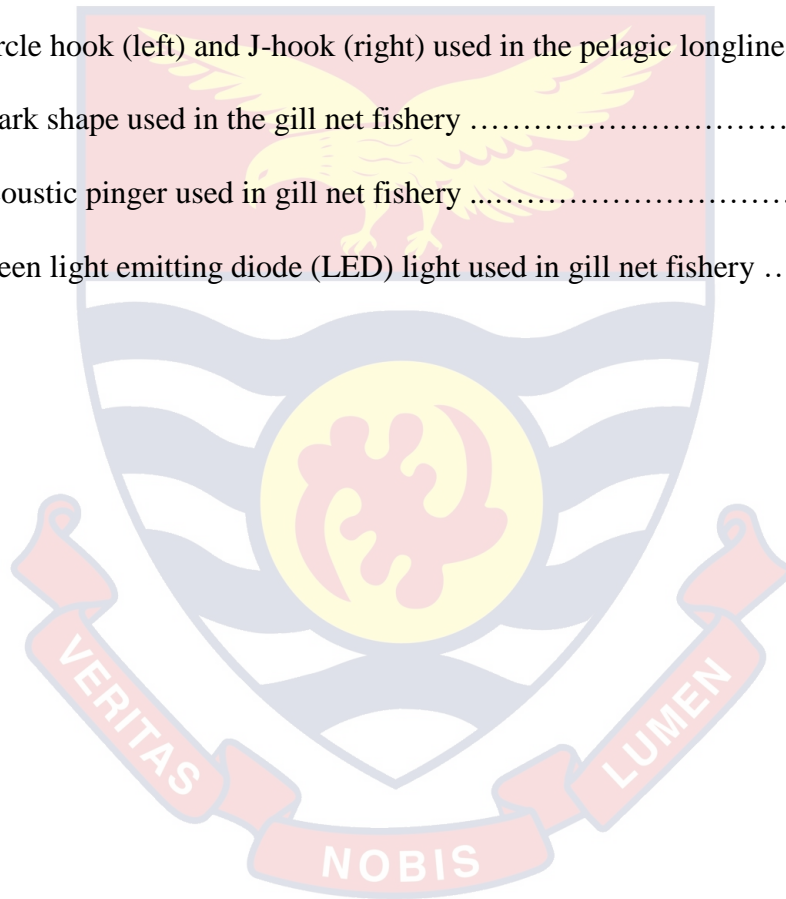 rcle hook (left) and J-hook (right) used in the pelagic longline
ark shape used in the gill net fishery ……………………………
oustic pinger used in gill net fishery ...…………………………
een light emitting diode (LED) light used in gill net fishery …
VERITAS
NOBIS
LUMEN